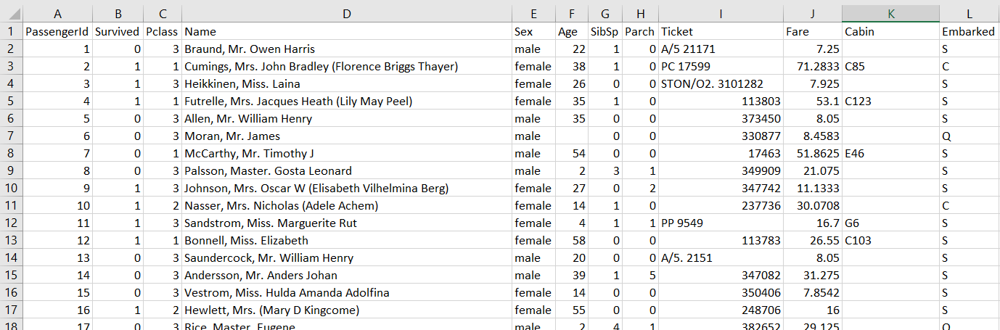 A B C D E F G H I J K L
1 PassengerId Survived Pclass Name Sex Age SibSp Parch Ticket Fare Cabin Embarked
2 1 0 3 Braund, Mr. Owen Harris male 22 1 0 A/5 21171 7.25 S
3 2 1 1 Cumings, Mrs. John Bradley (Florence Briggs Thayer) female 38 1 0 PC 17599 71.2833 C85 C
4 3 1 3 Heikkinen, Miss. Laina female 26 0 0 STON/O2. 3101282 7.925 S
5 4 1 1 Futrelle, Mrs. Jacques Heath (Lily May Peel) female 35 1 0 113803 53.1 C123 S
6 5 0 3 Allen, Mr. William Henry male 35 0 0 373450 8.05 S
7 6 0 3 Moran, Mr. James male 0 0 330877 8.4583 Q
8 7 0 1 McCarthy, Mr. Timothy J male 54 0 0 17463 51.8625 E46 S
9 8 0 3 Palsson, Master. Gosta Leonard male 2 3 1 349909 21.075 S
10 9 1 3 Johnson, Mrs. Oscar W (Elisabeth Vilhelmina Berg) female 27 0 2 347742 11.1333 S
11 10 1 2 Nasser, Mrs. Nicholas (Adele Achem) female 14 1 0 237736 30.0708 C
12 11 1 3 Sandstrom, Miss. Marguerite Rut female 4 1 1 PP 9549 16.7 G6 S
13 12 1 1 Bonnell, Miss. Elizabeth female 58 0 0 113783 26.55 C103 S
14 13 0 3 Saundercock, Mr. William Henry male 20 0 0 A/5. 2151 8.05 S
15 14 0 3 Andersson, Mr. Anders Johan male 39 1 5 347082 31.275 S
16 15 0 3 Vestrom, Miss. Hulda Amanda Adolfina female 14 0 0 350406 7.8542 S
17 16 1 2 Hewlett, Mrs. (Mary D Kingcome) female 55 0 0 248706 16 S
18 17 0 3 Rice, Master. Eugene male 2 4 1 382652 29.125 Q